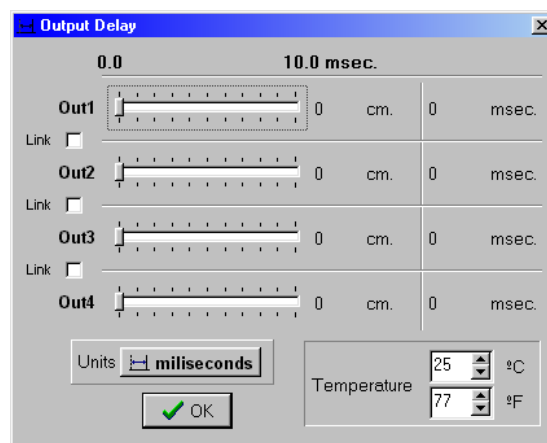 Output Delay
0.0 10.0 msec.
Out1 0 cm. 0 msec.
Link
Out2 0 cm. 0 msec.
Link
Out3 0 cm. 0 msec.
Link
Out4 0 cm. 0 msec.
Units miliseconds
OK
Temperature
25 ºC
77 ºF